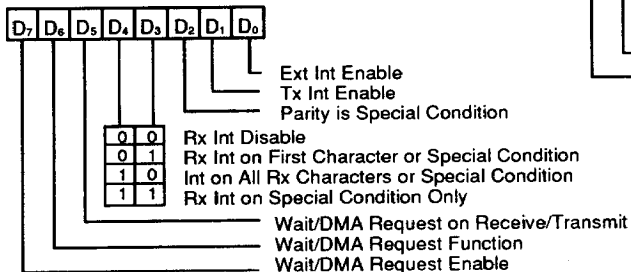 D₇ D₆ D₅ D₄ D₃ D₂ D₁ D₀
Ext Int Enable
Tx Int Enable
Parity is Special Condition
0 0 Rx Int Disable
0 1 Rx Int on First Character or Special Condition
1 0 Int on All Rx Characters or Special Condition
1 1 Rx Int on Special Condition Only
Wait/DMA Request on Receive/Transmit
Wait/DMA Request Function
Wait/DMA Request Enable